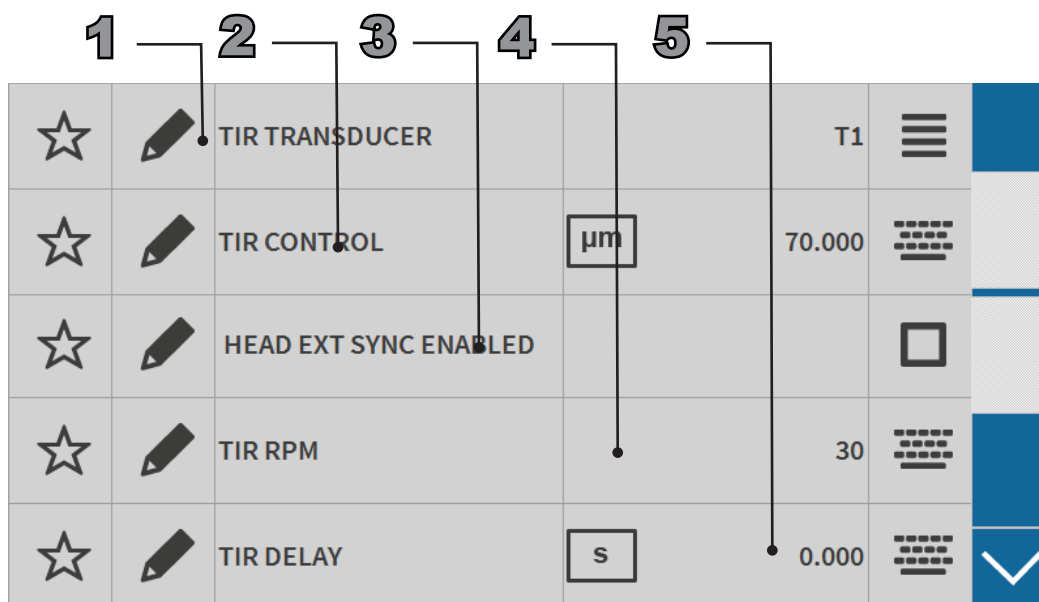 1 2 3 4 5
TIR TRANSDUCER T1
TIR CONTROL µm 70.000
HEAD EXT SYNC ENABLED
TIR RPM 30
TIR DELAY s 0.000